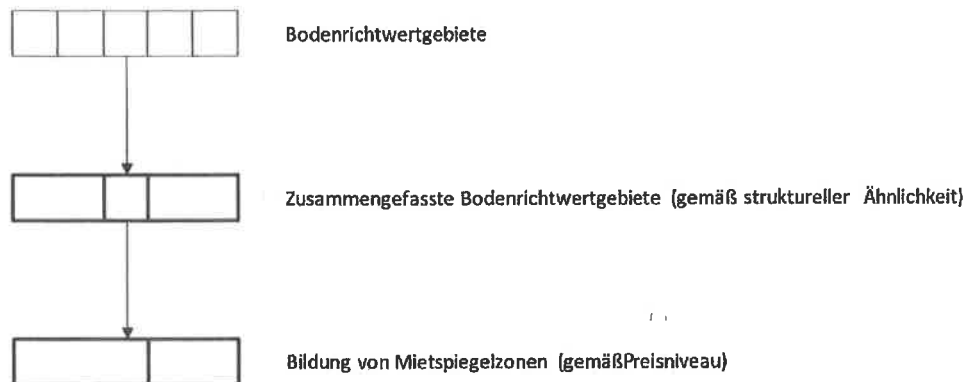 Bodenrichtwertgebiete
Zusammengefasste Bodenrichtwertgebiete (gemäß struktureller Ähnlichkeit)
Bildung von Mietspiegelzonen (gemäßPreisniveau)